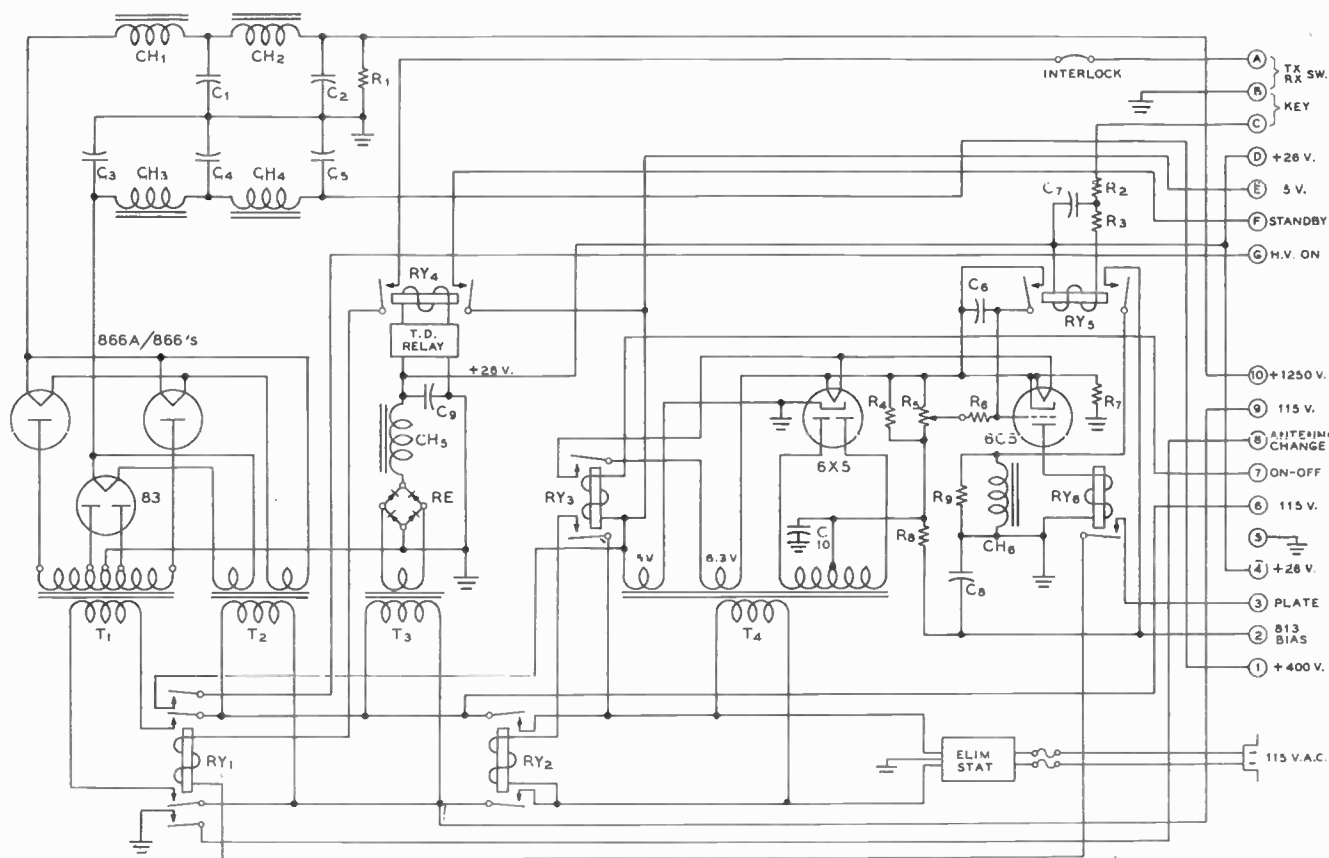 CH1
CH2
C1
C2
R1
INTERLOCK
A
TX
RX SW.
B
KEY
C
C3
CH3
C4
CH4
C5
D +26 V.
E 5 V.
F STANDBY
G H.V. ON
C7
R2
R3
RY4
T.D.
RELAY
C6
RY5
866A/866's
+26 V.
C9
CH5
RE
83
10 +1250 V.
9 115 V.
8 CHANGE
7 ON-OFF
6 115 V.
5
4 +26 V.
3 PLATE
2 813
BIAS
1 +400 V.
R4
R5
R6
R7
6X5
6C5
RY3
R9
RY6
C10
R8
CH6
5V
6.3V
C8
T1
T2
T3
T4
RY1
RY2
ELIM
STAT
115 V.A.C.